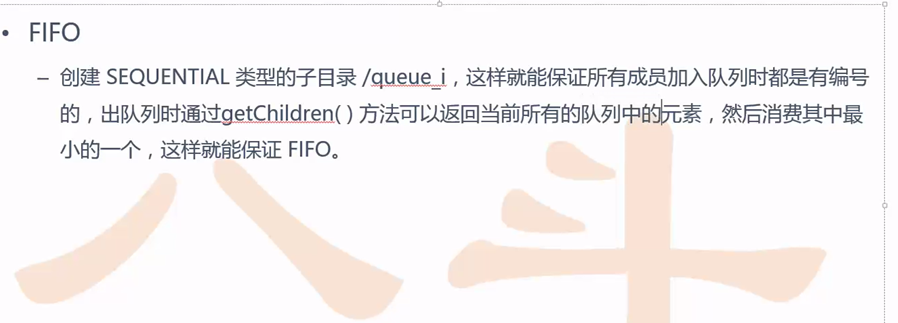 • FIFO
– 创建 SEQUENTIAL 类型的子目录 /queue_i，这样就能保证所有成员加入队列时都是有编号
的，出队列时通过getChildren( ) 方法可以返回当前所有的队列中的元素，然后消费其中最
小的一个，这样就能保证 FIFO。
八斗